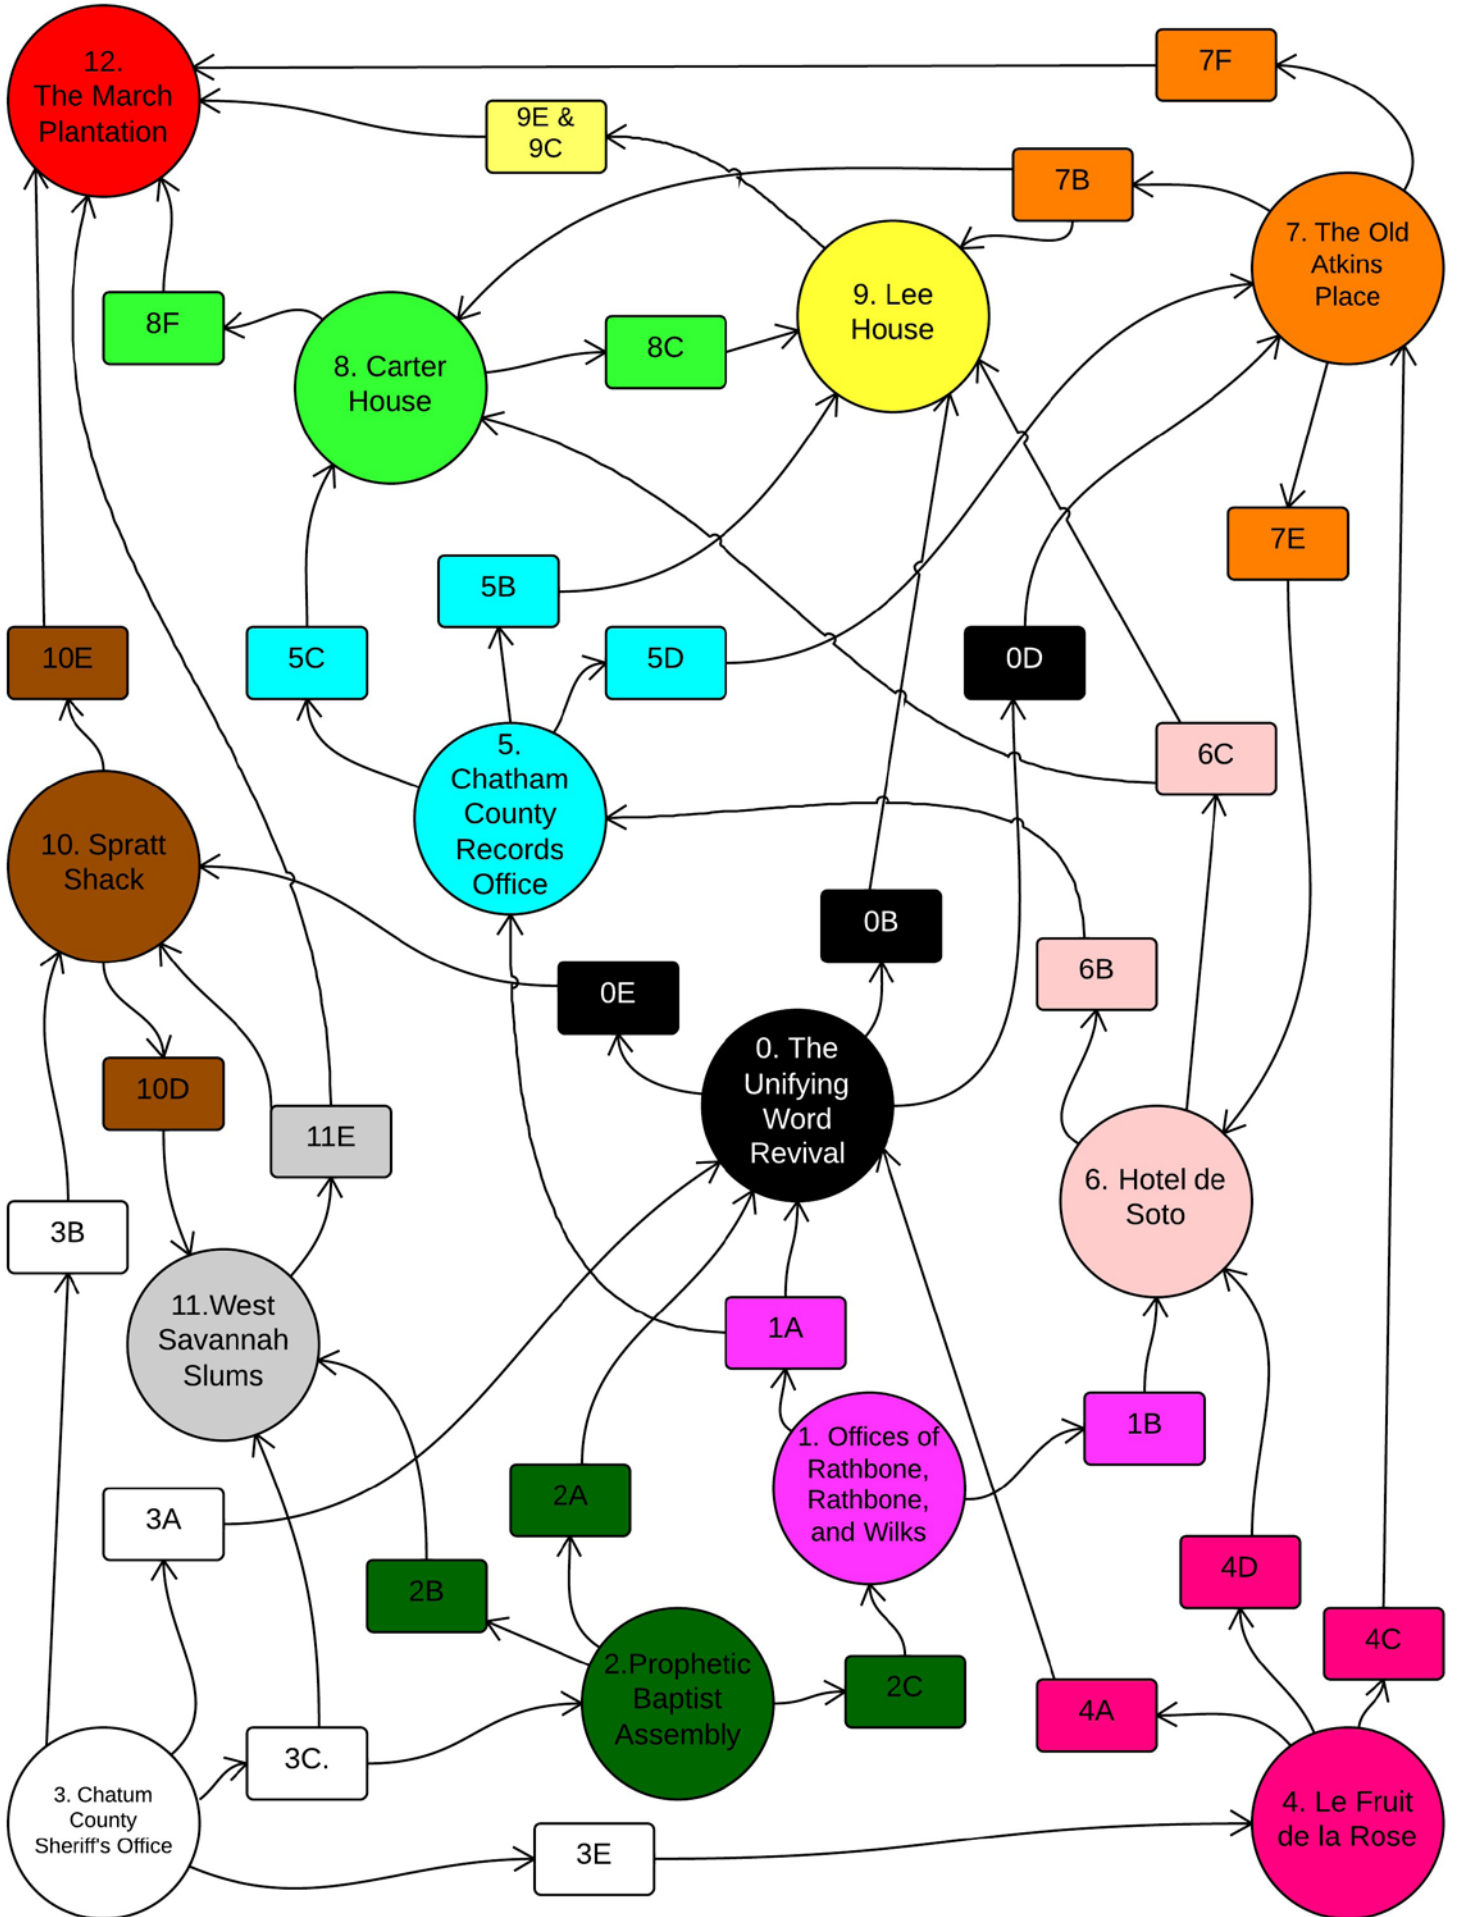 12.
The March
Plantation
7F
9E &
9C
7B
7. The Old
Atkins
Place
9. Lee
House
8F
8. Carter
House
8C
7E
5B
10E
5C
5D
0D
6C
5.
Chatham
County
Records
Office
10. Spratt
Shack
0B
6B
0E
0. The
Unifying
Word
Revival
10D
11E
3B
6. Hotel de
Soto
11.West
Savannah
Slums
1A
1B
1. Offices of
Rathbone,
Rathbone,
and Wilks
2A
3A
2B
4D
4C
2.Prophetic
Baptist
Assembly
2C
4A
3C.
3. Chatum
County
Sheriff's Office
3E
4. Le Fruit
de la Rose